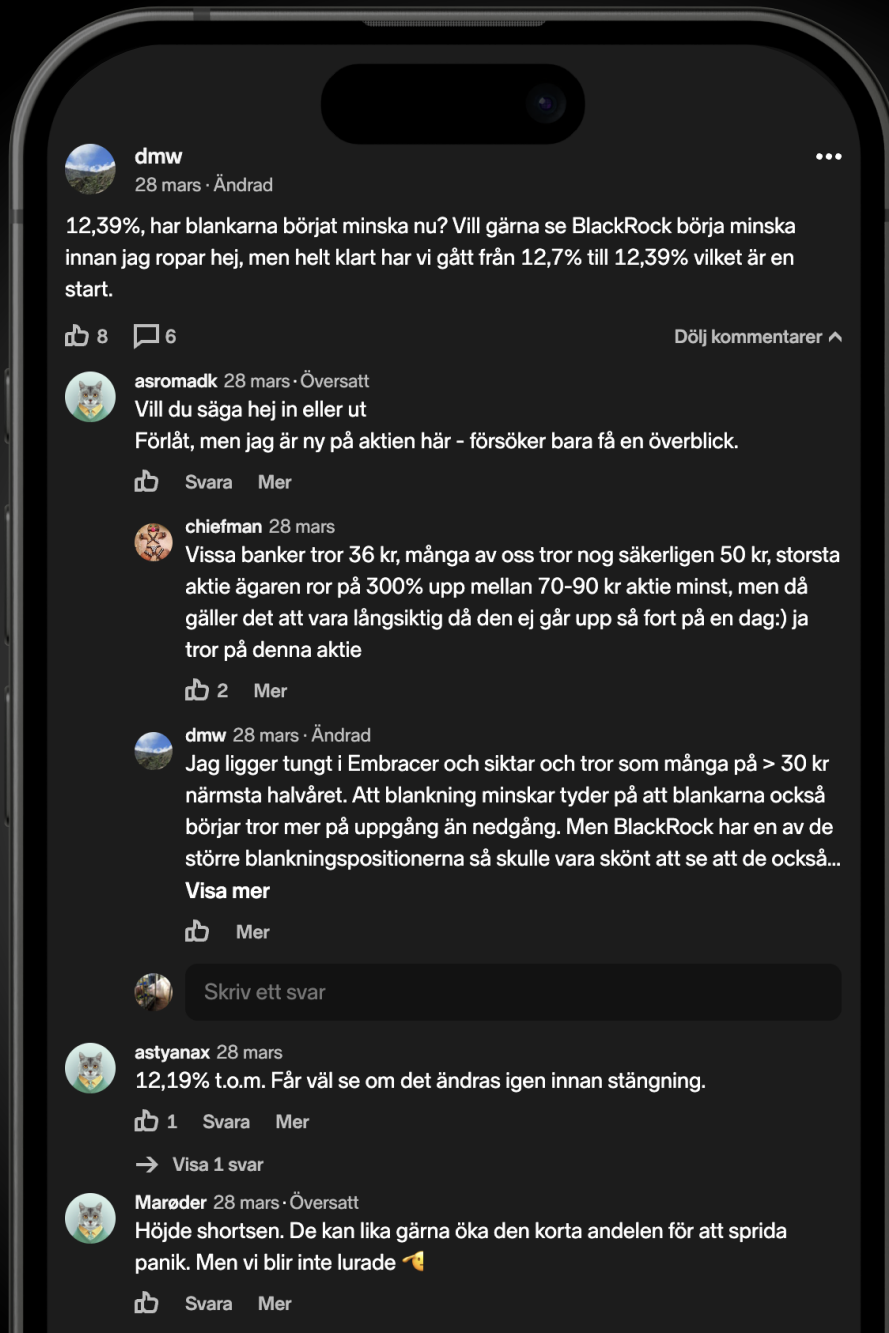 dmw
28 mars · Ändrad
12,39%, har blankarna börjat minska nu? Vill gärna se BlackRock börja minska
innan jag ropar hej, men helt klart har vi gått från 12,7% till 12,39% vilket är en
start.
8 6 Dölj kommentarer
asromadk 28 mars · Översatt
Vill du säga hej in eller ut
Förlåt, men jag är ny på aktien här - försöker bara få en överblick.
Svara Mer
chiefman 28 mars
Vissa banker tror 36 kr, många av oss tror nog säkerligen 50 kr, storsta
aktie ägaren ror på 300% upp mellan 70-90 kr aktie minst, men då
gäller det att vara långsiktig då den ej går upp så fort på en dag:) ja
tror på denna aktie
2 Mer
dmw 28 mars · Ändrad
Jag ligger tungt i Embracer och siktar och tror som många på > 30 kr
närmsta halvåret. Att blankning minskar tyder på att blankarna också
börjar tror mer på uppgång än nedgång. Men BlackRock har en av de
större blankningspositionerna så skulle vara skönt att se att de också...
Visa mer
Mer
Skriv ett svar
astyanax 28 mars
12,19% t.o.m. Får väl se om det ändras igen innan stängning.
1 Svara Mer
→ Visa 1 svar
Marøder 28 mars · Översatt
Höjde shortsen. De kan lika gärna öka den korta andelen för att sprida
panik. Men vi blir inte lurade 🫡
Svara Mer